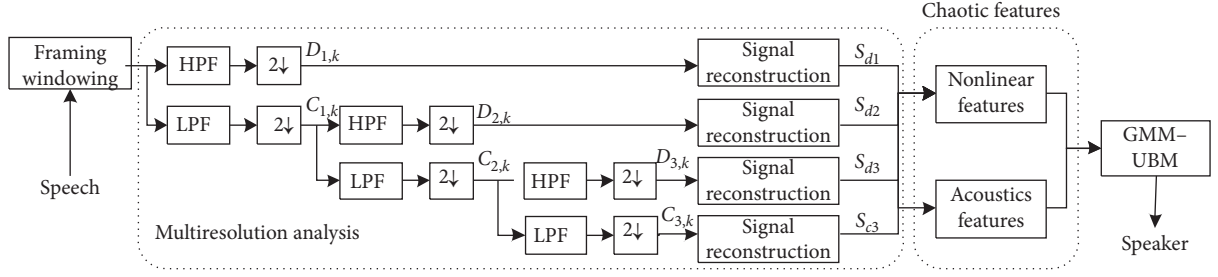 Chaotic features
Framing
windowing
HPF
2↓
D1,k
Signal
reconstruction
Sd1
Nonlinear
features
LPF
2↓
C1,k
HPF
2↓
D2,k
Signal
reconstruction
Sd2
GMM–
UBM
Speech
LPF
2↓
C2,k
HPF
2↓
D3,k
Signal
reconstruction
Sd3
Acoustics
features
Multiresolution analysis
LPF
2↓
C3,k
Signal
reconstruction
Sc3
Speaker